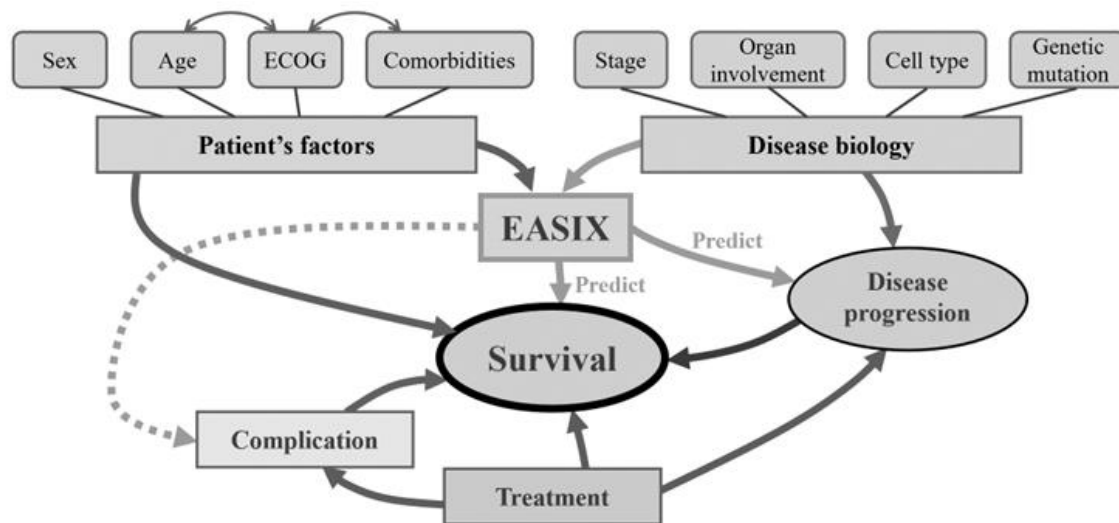 Sex
Age
ECOG
Comorbidities
Stage
Organ
involvement
Cell type
Genetic
mutation
Patient’s factors
Disease biology
EASIX
Predict
Predict
Disease
progression
Survival
Complication
Treatment